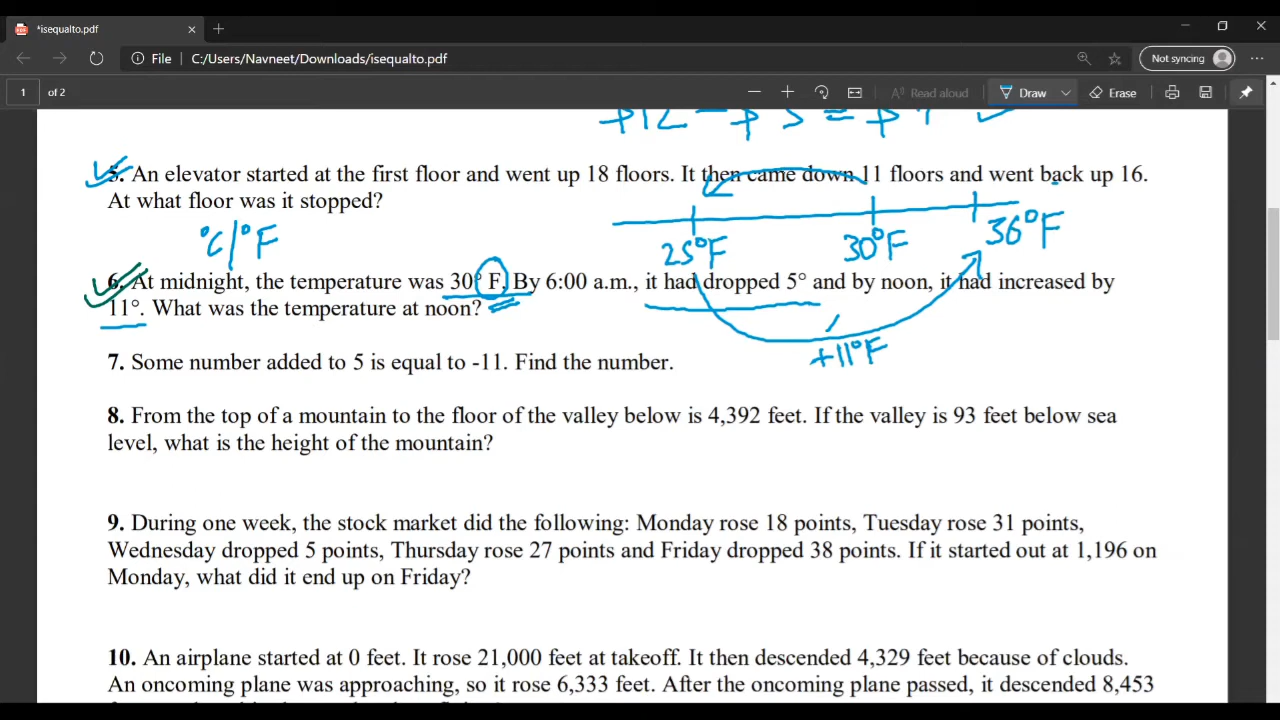 *isequalto.pdf
File C:/Users/Navneet/Downloads/isequalto.pdf Not syncing
1 of 2 Read aloud Draw Erase
$12 - $3 = $9
5. An elevator started at the first floor and went up 18 floors. It then came down 11 floors and went back up 16.
At what floor was it stopped?
°C/°F
25°F 30°F 36°F
6. At midnight, the temperature was 30° F. By 6:00 a.m., it had dropped 5° and by noon, it had increased by
11°. What was the temperature at noon?
+11°F
7. Some number added to 5 is equal to -11. Find the number.
8. From the top of a mountain to the floor of the valley below is 4,392 feet. If the valley is 93 feet below sea
level, what is the height of the mountain?
9. During one week, the stock market did the following: Monday rose 18 points, Tuesday rose 31 points,
Wednesday dropped 5 points, Thursday rose 27 points and Friday dropped 38 points. If it started out at 1,196 on
Monday, what did it end up on Friday?
10. An airplane started at 0 feet. It rose 21,000 feet at takeoff. It then descended 4,329 feet because of clouds.
An oncoming plane was approaching, so it rose 6,333 feet. After the oncoming plane passed, it descended 8,453